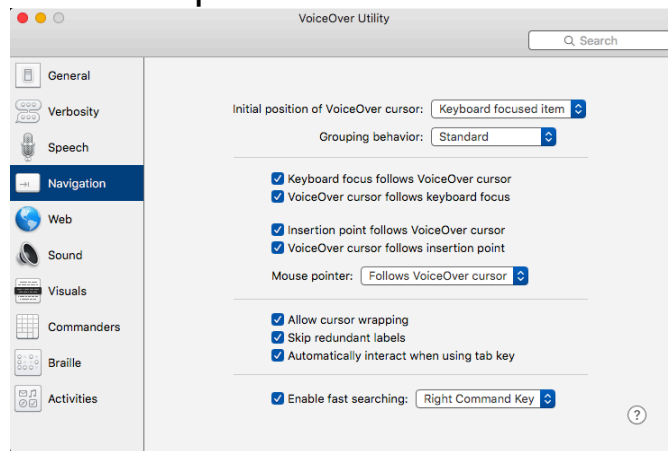 VoiceOver Utility
Search
General
Verbosity
Speech
Navigation
Web
Sound
Visuals
Commanders
Braille
Activities
Initial position of VoiceOver cursor: Keyboard focused item
Grouping behavior: Standard
Keyboard focus follows VoiceOver cursor
VoiceOver cursor follows keyboard focus
Insertion point follows VoiceOver cursor
VoiceOver cursor follows insertion point
Mouse pointer: Follows VoiceOver cursor
Allow cursor wrapping
Skip redundant labels
Automatically interact when using tab key
Enable fast searching: Right Command Key
?